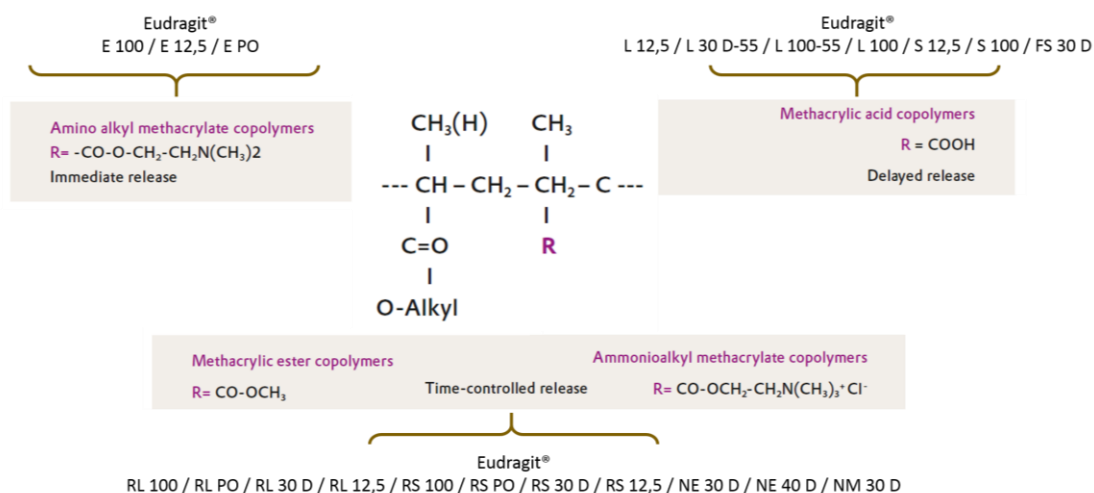 Eudragit®
E 100 / E 12,5 / E PO
Amino alkyl methacrylate copolymers
R= -CO-O-CH₂-CH₂N(CH₃)2
Immediate release
Eudragit®
L 12,5 / L 30 D-55 / L 100-55 / L 100 / S 12,5 / S 100 / FS 30 D
Methacrylic acid copolymers
R = COOH
Delayed release
CH₃(H) CH₃
--- CH – CH₂ – CH₂ – C ---
C=O R
O-Alkyl
Methacrylic ester copolymers
R= CO-OCH₃
Time-controlled release
Ammonioalkyl methacrylate copolymers
R= CO-OCH₂-CH₂N(CH₃)₃⁺Cl⁻
Eudragit®
RL 100 / RL PO / RL 30 D / RL 12,5 / RS 100 / RS PO / RS 30 D / RS 12,5 / NE 30 D / NE 40 D / NM 30 D